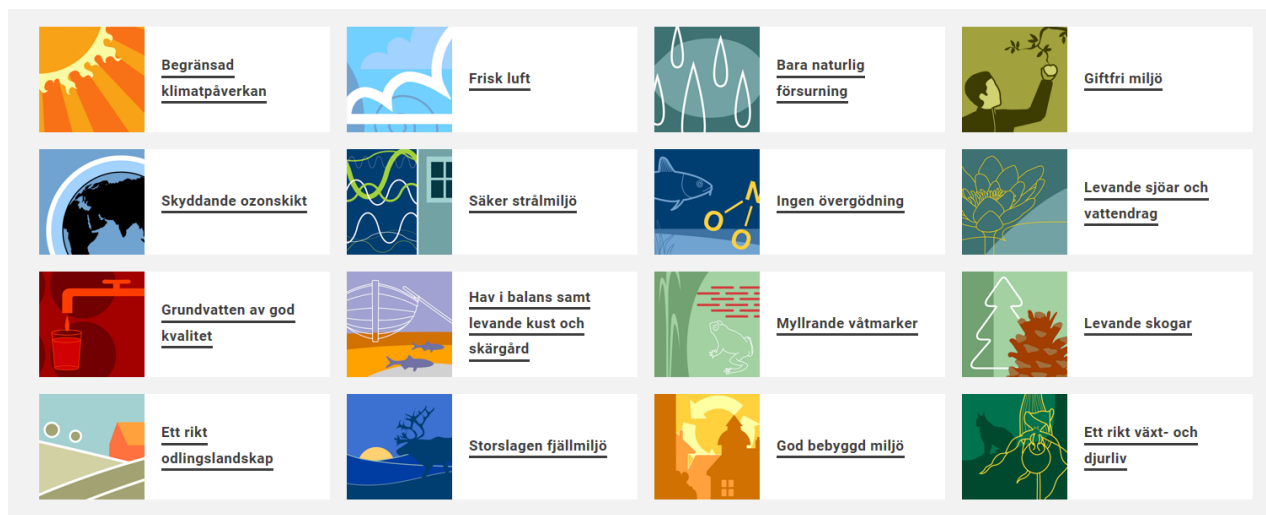 Begränsad
klimatpåverkan
Frisk luft
Bara naturlig
försurning
Giftfri miljö
Skyddande ozonskikt
Säker strålmiljö
Ingen övergödning
N
O
O
Levande sjöar och
vattendrag
Grundvatten av god
kvalitet
Hav i balans samt
levande kust och
skärgård
Myllrande våtmarker
Levande skogar
Ett rikt
odlingslandskap
Storslagen fjällmiljö
God bebyggd miljö
Ett rikt växt- och
djurliv